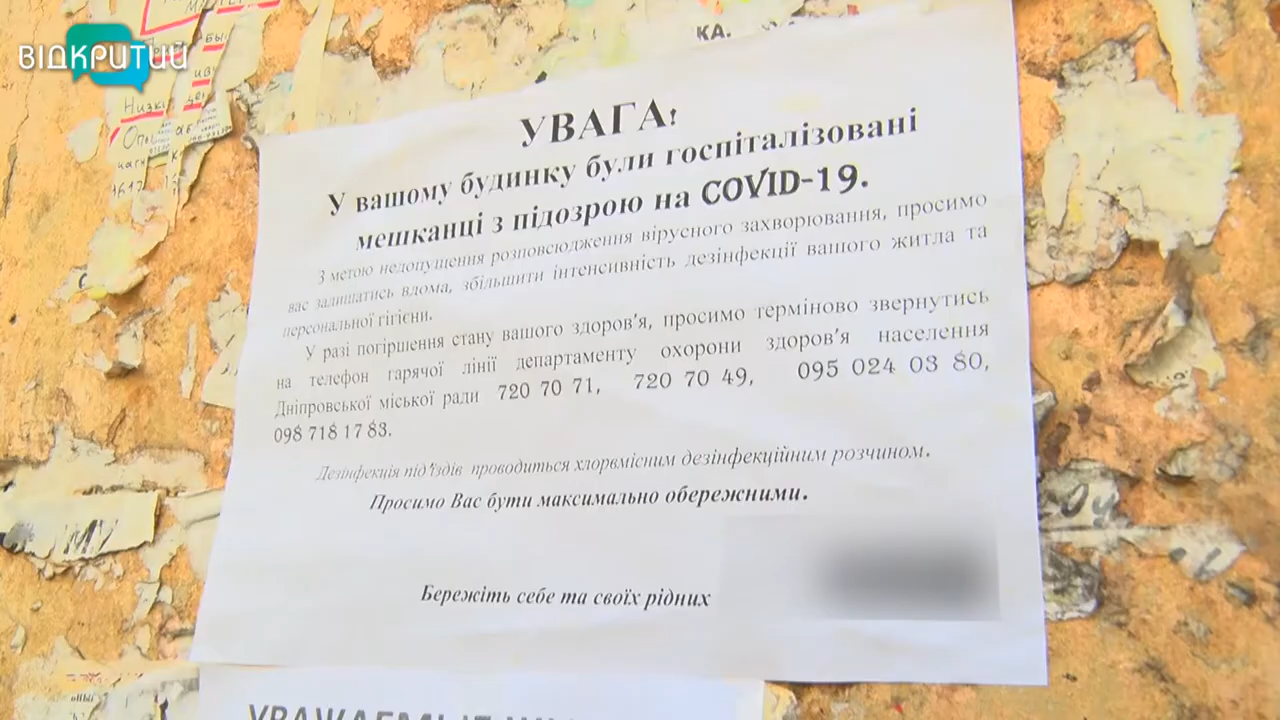 ВІДКРИТИЙ
КА.
Низкі
УВАГА!
У вашому будинку були госпіталізовані
мешканці з підозрою на COVID-19.
З метою недопущення розповсюдження вірусного захворювання, просимо
вас залишатись вдома, збільшити інтенсивність дезінфекції вашого житла та
персональної гігієни.
У разі погіршення стану вашого здоров'я, просимо терміново звернутись
на телефон гарячої лінії департаменту охорони здоров'я населення
Дніпровської міської ради 720 70 71, 720 70 49, 095 024 03 80,
098 718 17 83.
Дезінфекція під'їздів проводиться хлорвмісним дезінфекційним розчином.
Просимо Вас бути максимально обережними.
Бережіть себе та своїх рідних